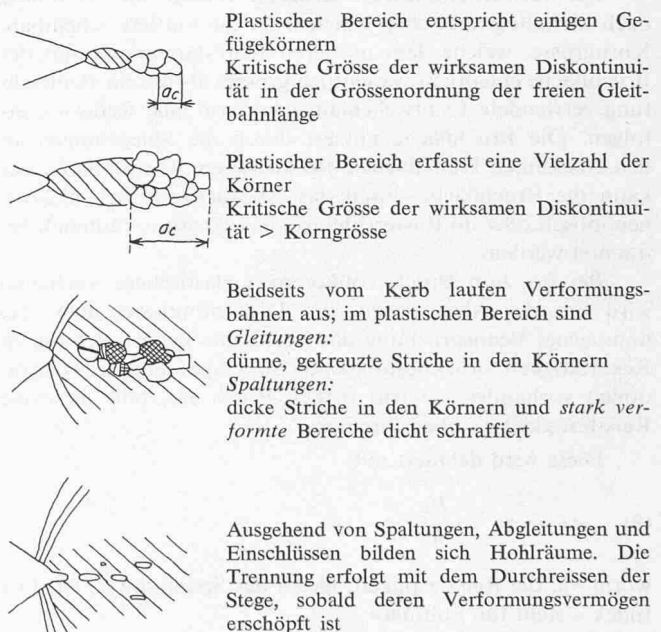 Plastischer Bereich entspricht einigen Ge-
fügekörnern
Kritische Grösse der wirksamen Diskontinui-
tät in der Grössenordnung der freien Gleit-
bahnlänge
ac
Plastischer Bereich erfasst eine Vielzahl der
Körner
Kritische Grösse der wirksamen Diskontinui-
tät > Korngrösse
ac
Beidseits vom Kerb laufen Verformungs-
bahnen aus; im plastischen Bereich sind
Gleitungen:
dünne, gekreuzte Striche in den Körnern
Spaltungen:
dicke Striche in den Körnern und stark ver-
formte Bereiche dicht schraffiert
Ausgehend von Spaltungen, Abgleitungen und
Einschlüssen bilden sich Hohlräume. Die
Trennung erfolgt mit dem Durchreissen der
Stege, sobald deren Verformungsvermögen
erschöpft ist